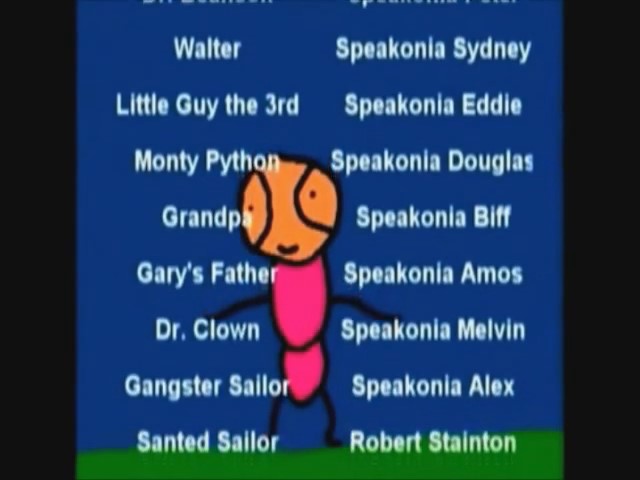 Walter Speakonia Sydney
Little Guy the 3rd Speakonia Eddie
Monty Python Speakonia Douglas
Grandpa Speakonia Biff
Gary's Father Speakonia Amos
Dr. Clown Speakonia Melvin
Gangster Sailor Speakonia Alex
Santed Sailor Robert Stainton